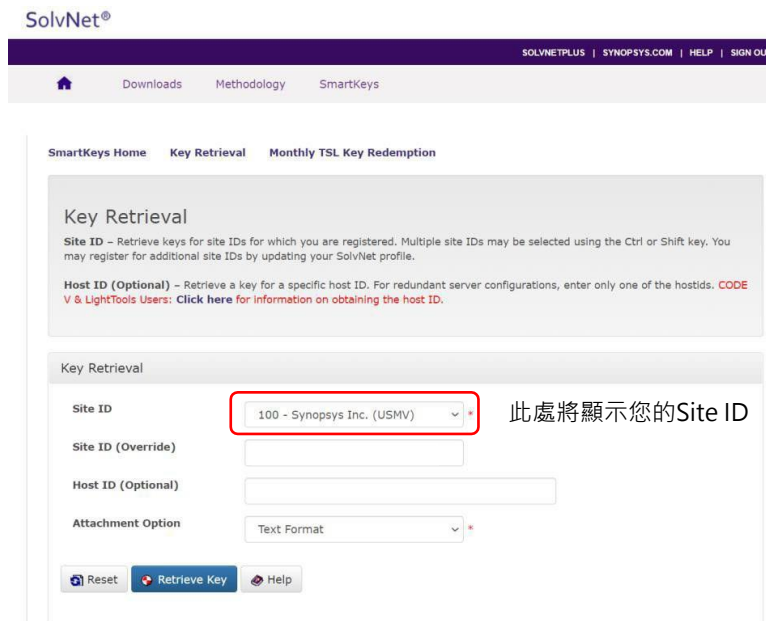 SolvNet®
SOLVNETPLUS | SYNOPSYS.COM | HELP | SIGN OU
Downloads Methodology SmartKeys
SmartKeys Home Key Retrieval Monthly TSL Key Redemption
Key Retrieval
Site ID – Retrieve keys for site IDs for which you are registered. Multiple site IDs may be selected using the Ctrl or Shift key. You
may register for additional site IDs by updating your SolvNet profile.
Host ID (Optional) – Retrieve a key for a specific host ID. For redundant server configurations, enter only one of the hostids. CODE
V & LightTools Users: Click here for information on obtaining the host ID.
Key Retrieval
Site ID 100 - Synopsys Inc. (USMV) * 此處將顯示您的Site ID
Site ID (Override)
Host ID (Optional)
Attachment Option Text Format *
Reset Retrieve Key Help